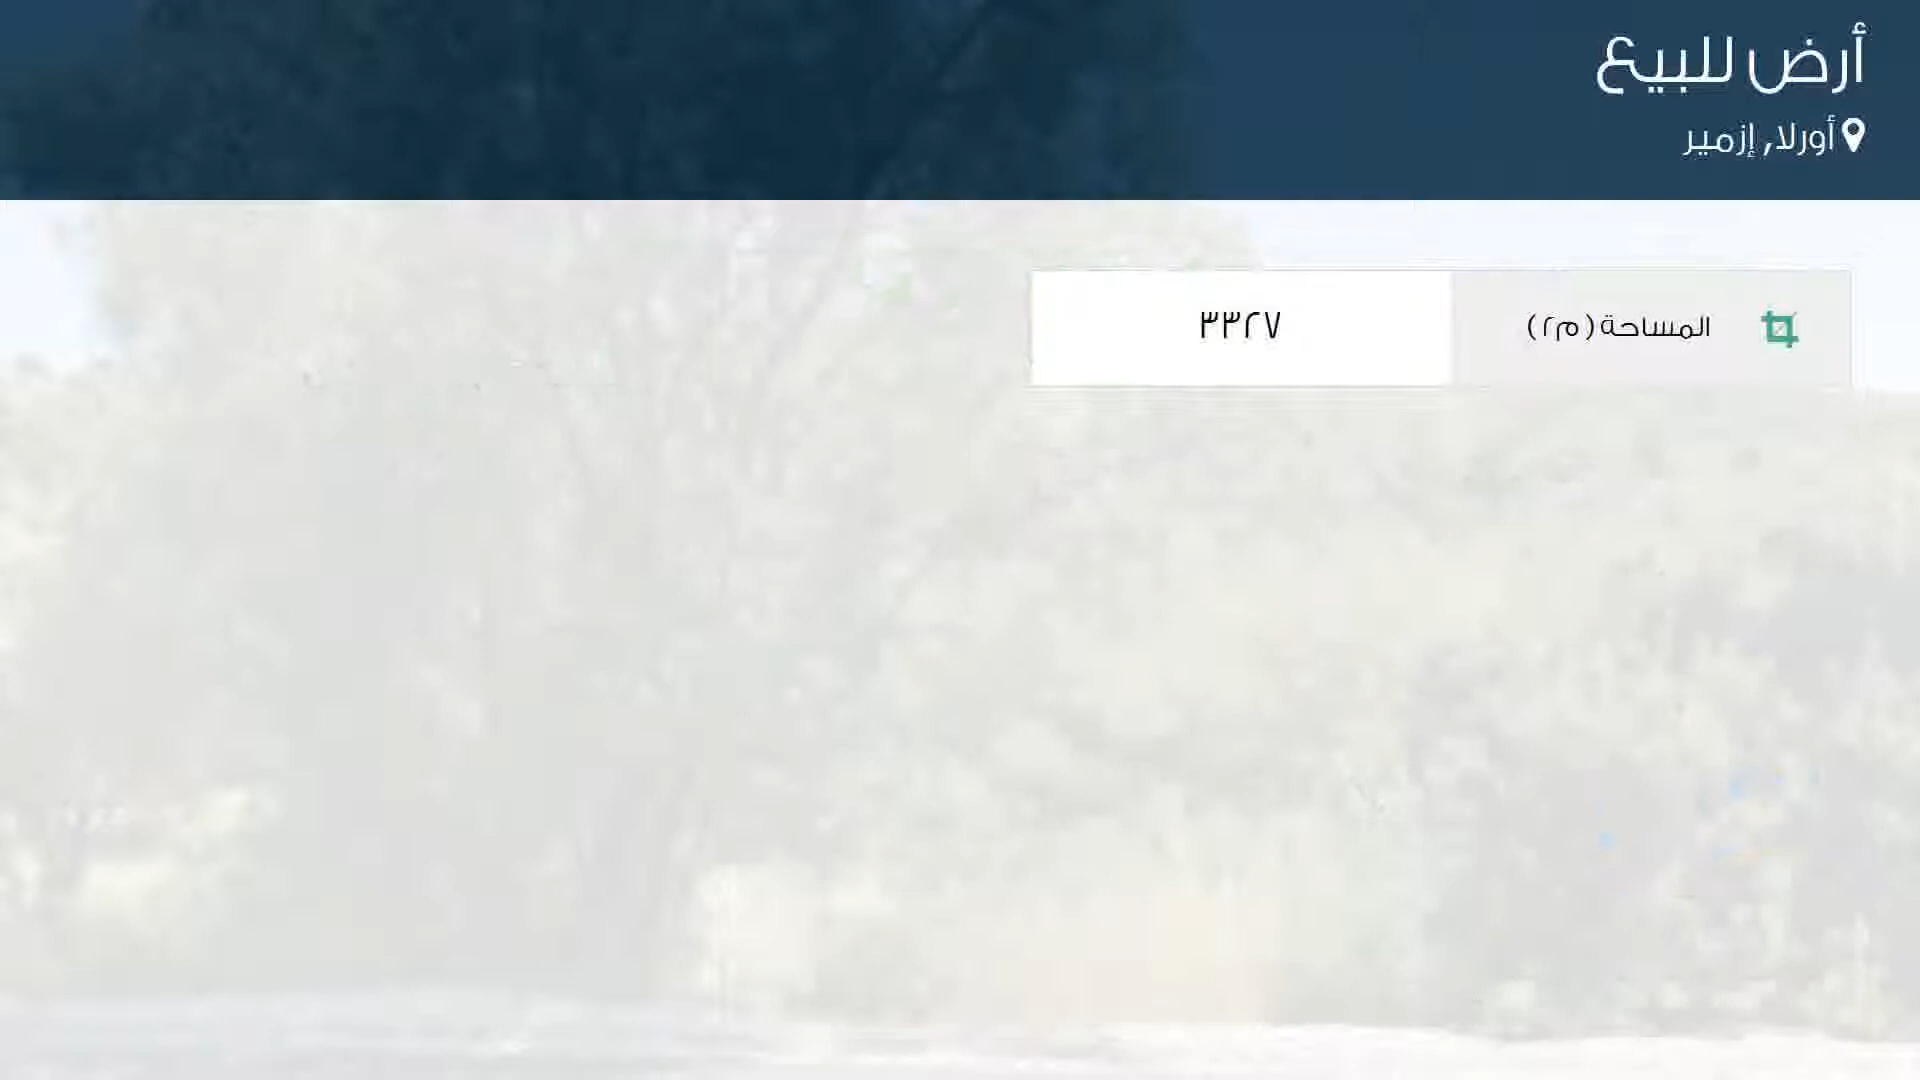 أرض للبيع
أورلا, إزمير
المساحة (م٢) ٣٣٢٧